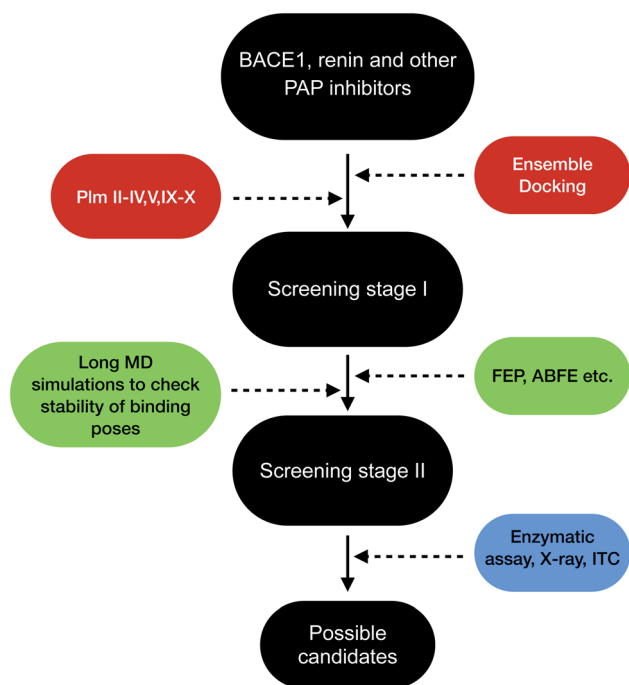 BACE1, renin and other
PAP inhibitors
Ensemble
Docking
Plm II-IV,V,IX-X
Screening stage I
Long MD
simulations to check
stability of binding
poses
FEP, ABFE etc.
Screening stage II
Enzymatic
assay, X-ray, ITC
Possible
candidates